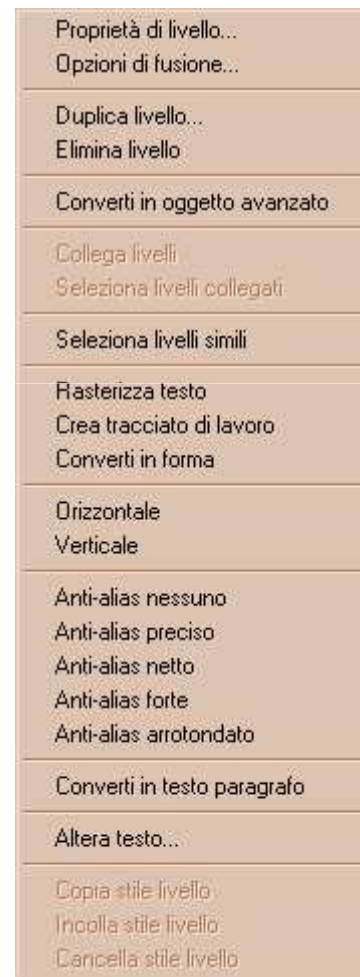 Proprietà di livello...
Opzioni di fusione...
Duplica livello...
Elimina livello
Converti in oggetto avanzato
Collega livelli
Seleziona livelli collegati
Seleziona livelli simili
Rasterizza testo
Crea tracciato di lavoro
Converti in forma
Orizzontale
Verticale
Anti-alias nessuno
Anti-alias preciso
Anti-alias netto
Anti-alias forte
Anti-alias arrotondato
Converti in testo paragrafo
Altera testo...
Copia stile livello
Incolla stile livello
Cancella stile livello